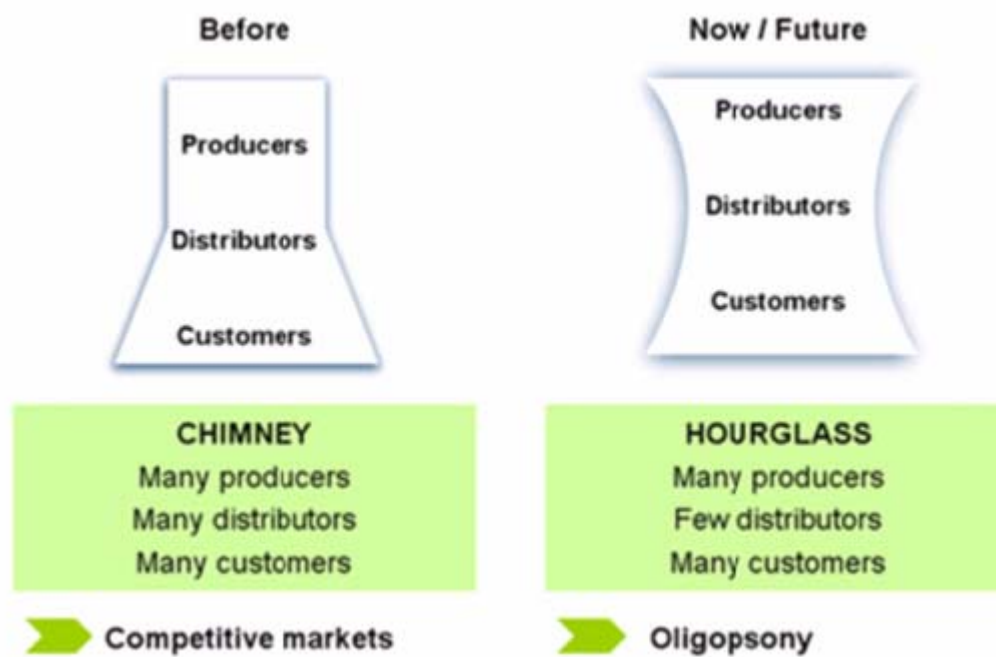 Before
Producers
Distributors
Customers
CHIMNEY
Many producers
Many distributors
Many customers
Competitive markets
Now / Future
Producers
Distributors
Customers
HOURGLASS
Many producers
Few distributors
Many customers
Oligopsony